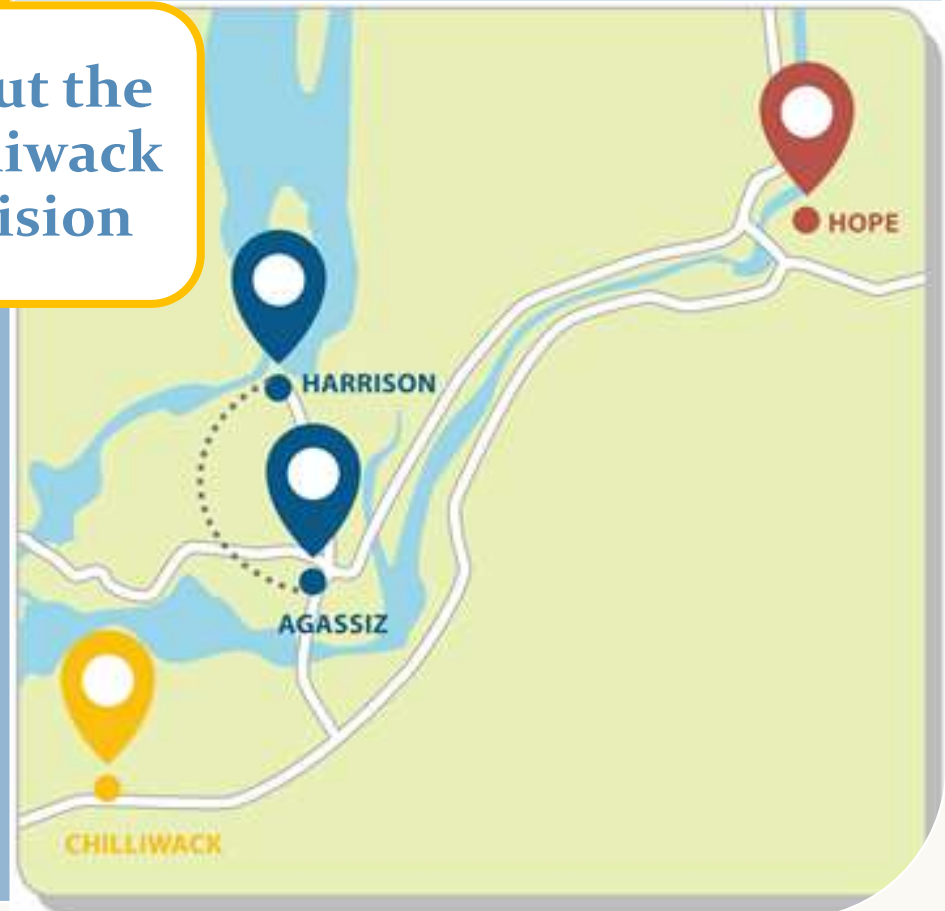 ut the
liwack
ision
HOPE
HARRISON
AGASSIZ
CHILLIWACK